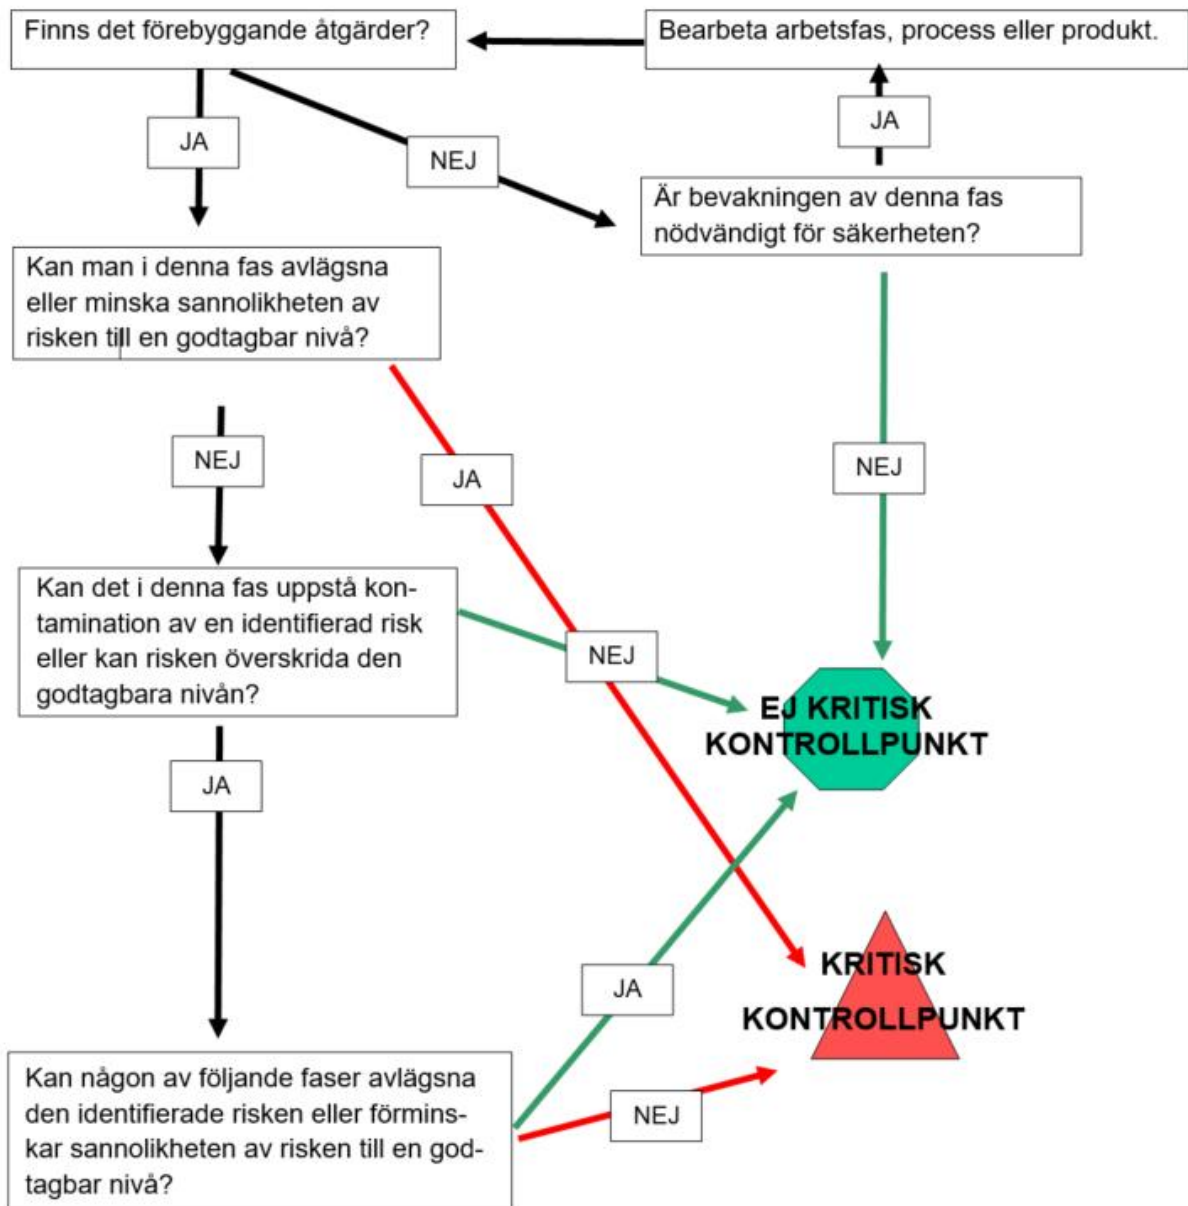 Finns det förebyggande åtgärder?
Bearbeta arbetsfas, process eller produkt.
JA
JA
NEJ
Är bevakningen av denna fas
nödvändigt för säkerheten?
Kan man i denna fas avlägsna
eller minska sannolikheten av
risken till en godtagbar nivå?
NEJ
JA
NEJ
Kan det i denna fas uppstå kon-
tamination av en identifierad risk
eller kan risken överskrida den
godtagbara nivån?
NEJ
EJ KRITISK
KONTROLLPUNKT
JA
KRITISK
KONTROLLPUNKT
JA
Kan någon av följande faser avlägsna
den identifierade risken eller förmins-
kar sannolikheten av risken till en god-
tagbar nivå?
NEJ